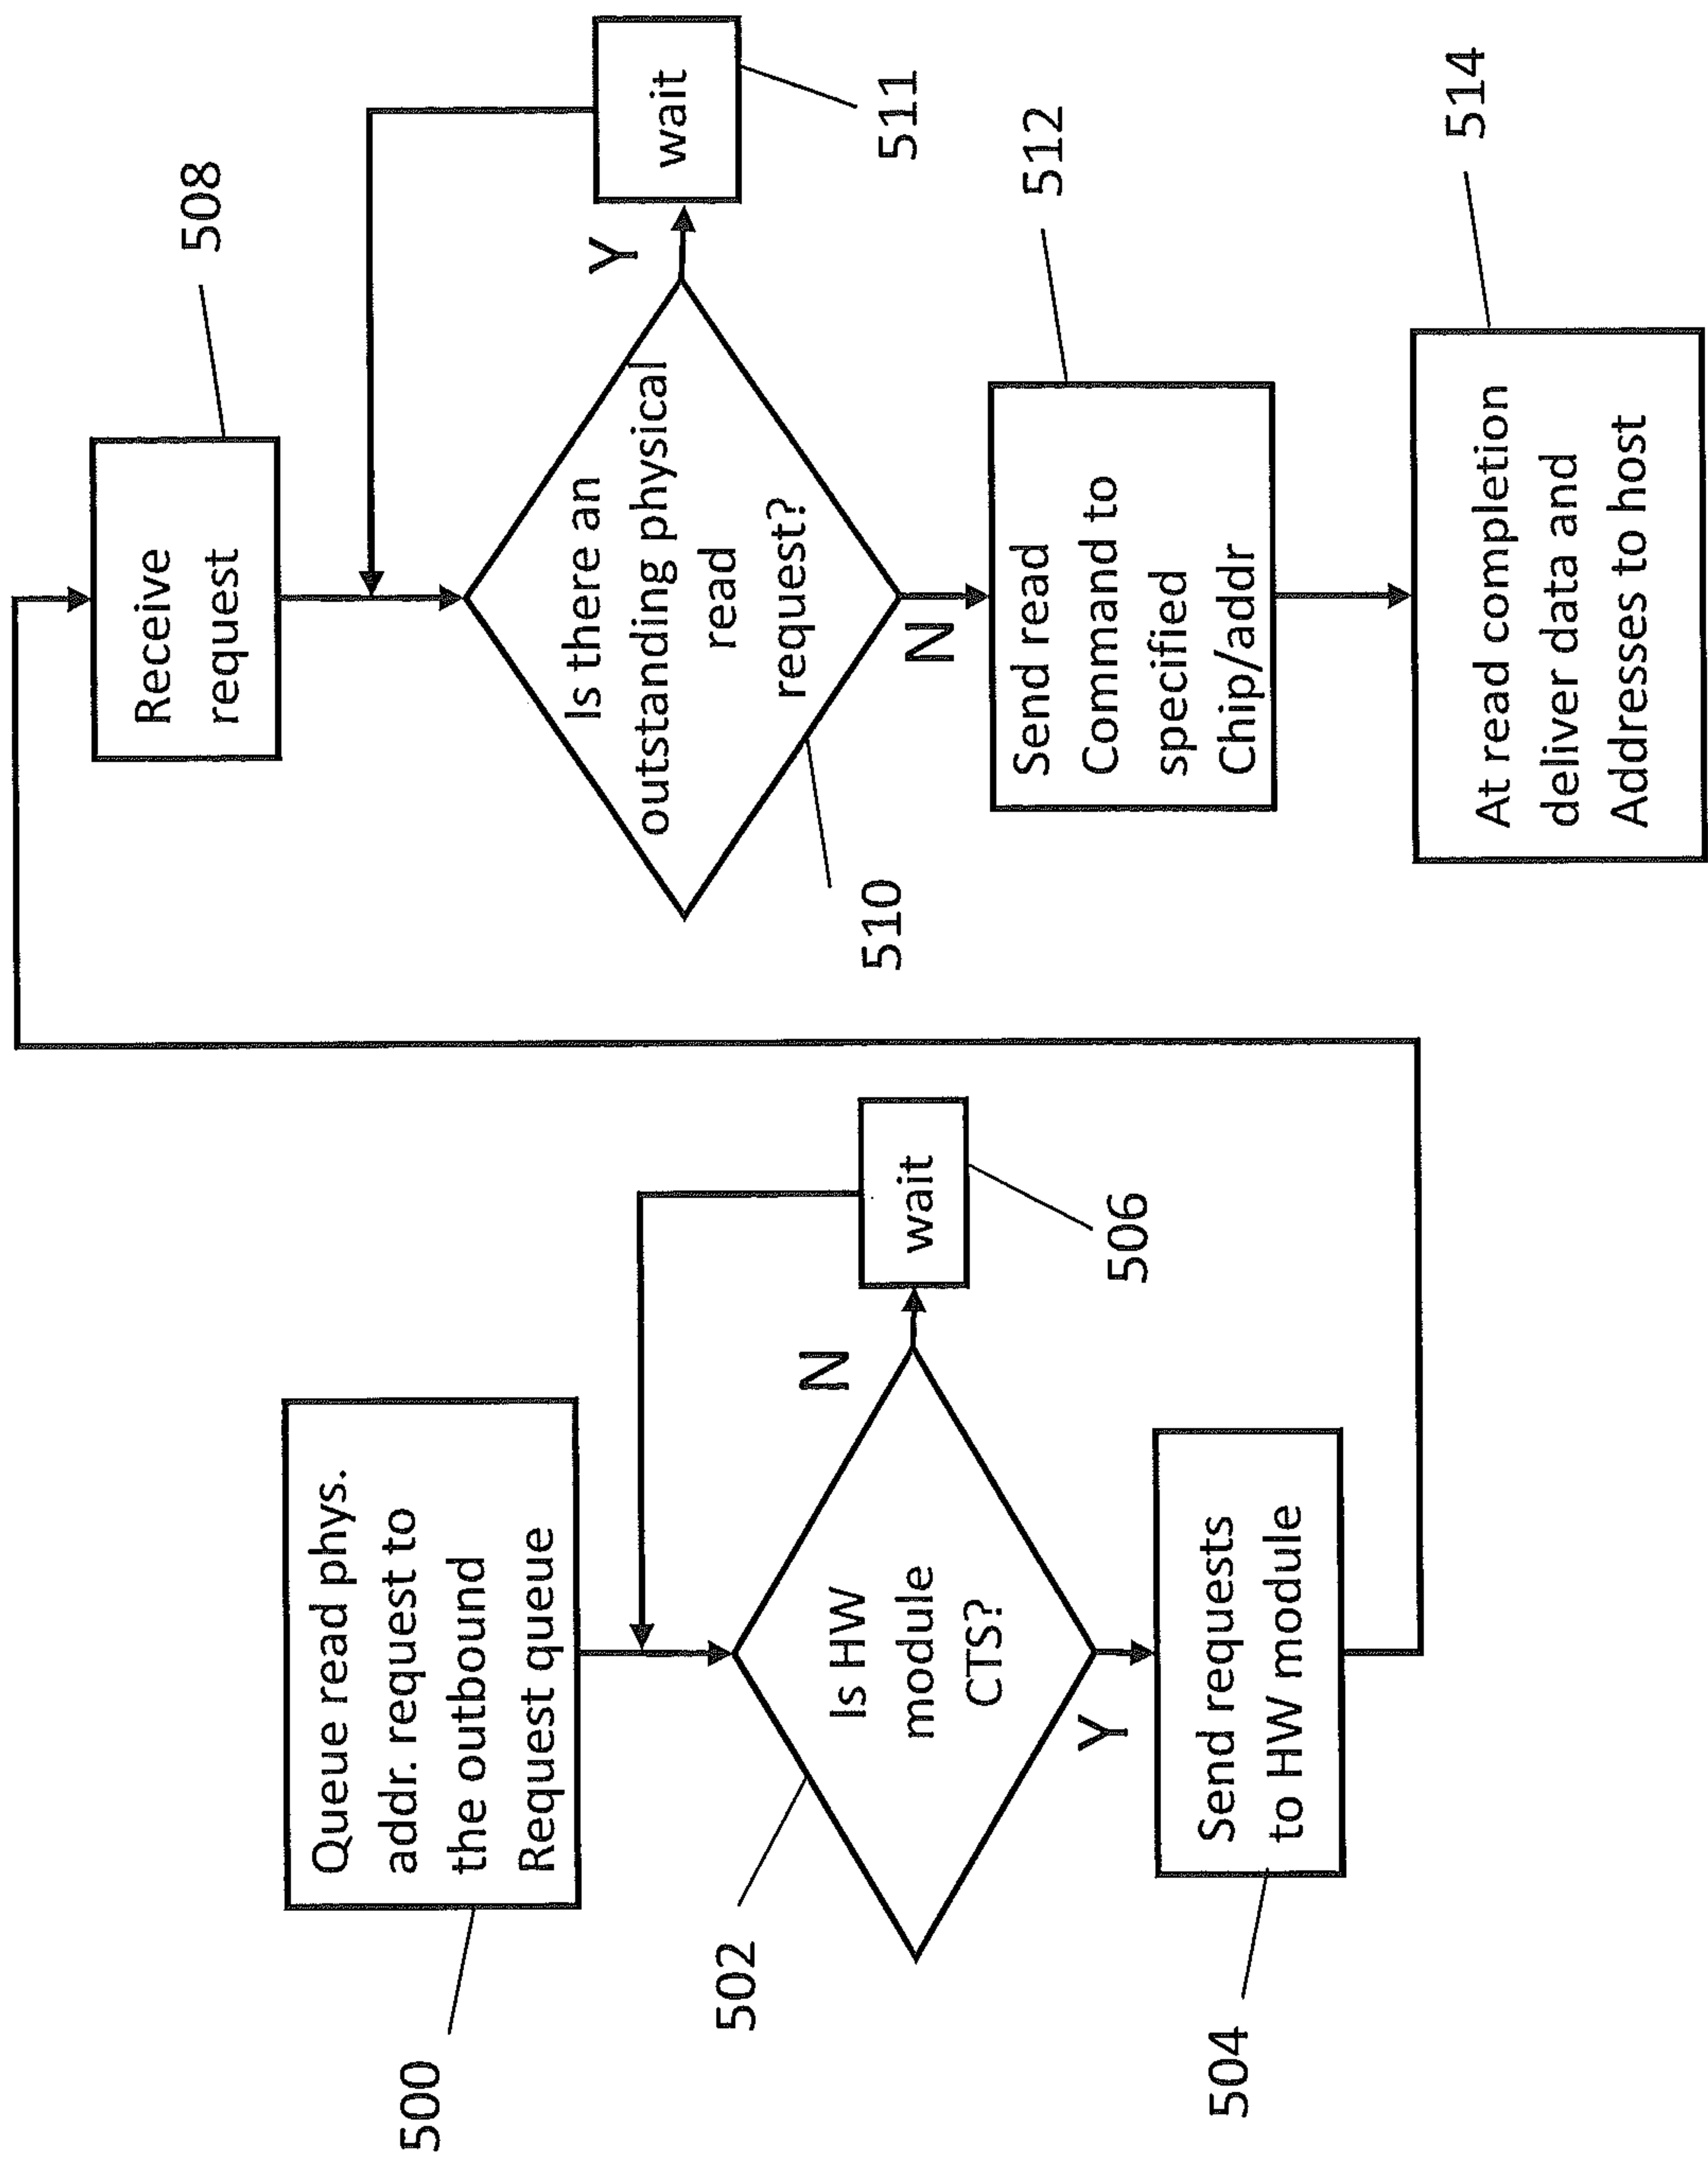 Queue read phys.
addr. request to
the outbound
Request queue
500
Is HW
module
CTS?
502
N
wait
506
Y
Send requests
to HW module
504
Receive
request
508
Is there an
outstanding physical
read
request?
510
Y
wait
511
N
Send read
Command to
specified
Chip/addr
512
At read completion
deliver data and
Addresses to host
514